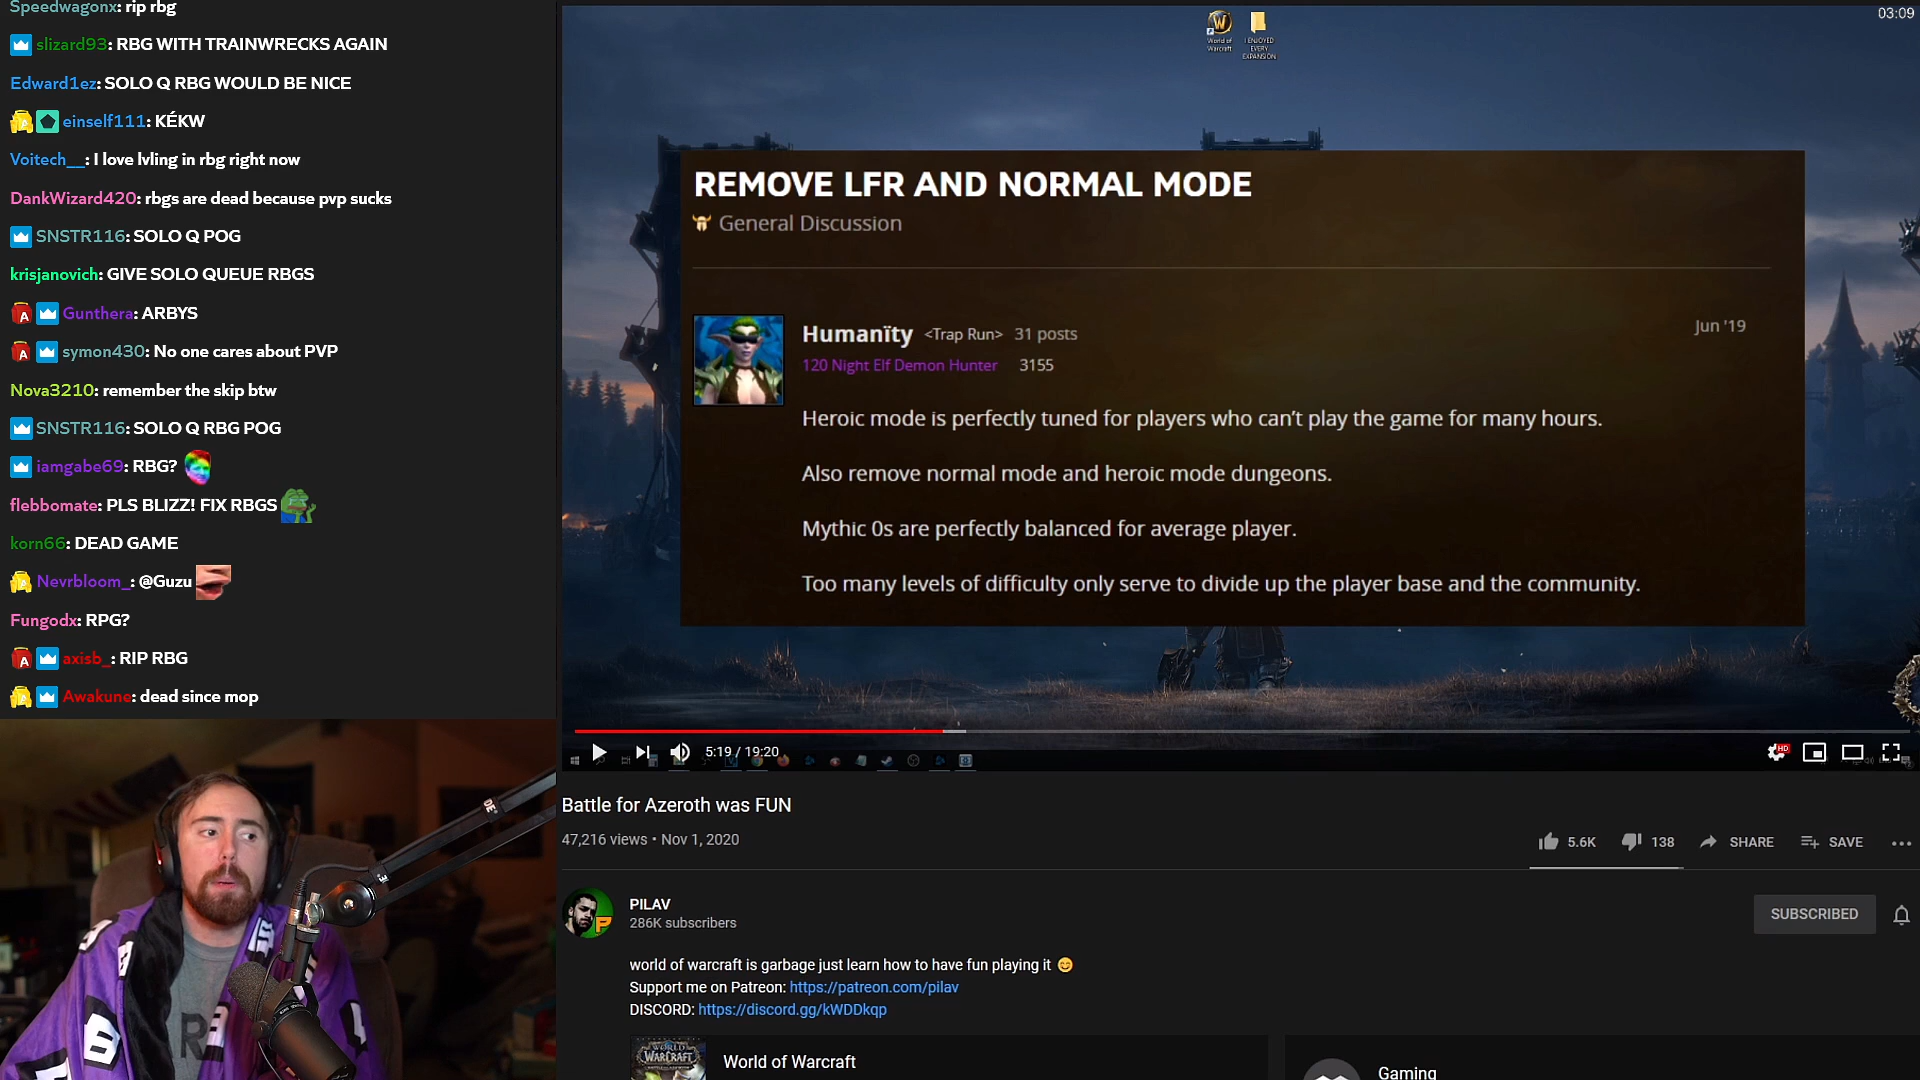 Speedwagonx: rip rbg
slizard93: RBG WITH TRAINWRECKS AGAIN
Edward1ez: SOLO Q RBG WOULD BE NICE
einself111: KÉKW
Voitech__: I love lvling in rbg right now
DankWizard420: rbgs are dead because pvp sucks
SNSTR116: SOLO Q POG
krisjanovich: GIVE SOLO QUEUE RBGS
Gunthera: ARBYS
symon430: No one cares about PVP
Nova3210: remember the skip btw
SNSTR116: SOLO Q RBG POG
iamgabe69: RBG?
flebbomate: PLS BLIZZ! FIX RBGS
korn66: DEAD GAME
Nevrbloom_: @Guzu
Fungodx: RPG?
axisb_: RIP RBG
Awakune: dead since mop
03:09
World of
Warcraft
I ENJOYED
EVERY
EXPANSION
REMOVE LFR AND NORMAL MODE
General Discussion
Humanïty <Trap Run> 31 posts
Jun '19
120 Night Elf Demon Hunter 3155
Heroic mode is perfectly tuned for players who can't play the game for many hours.
Also remove normal mode and heroic mode dungeons.
Mythic 0s are perfectly balanced for average player.
Too many levels of difficulty only serve to divide up the player base and the community.
5:19 / 19:20
HD
Battle for Azeroth was FUN
47,216 views • Nov 1, 2020
5.6K
138
SHARE
SAVE
PILAV
286K subscribers
SUBSCRIBED
world of warcraft is garbage just learn how to have fun playing it 😊
Support me on Patreon: https://patreon.com/pilav
DISCORD: https://discord.gg/kWDDkqp
WORLD
WARCRAFT
World of Warcraft
Gaming